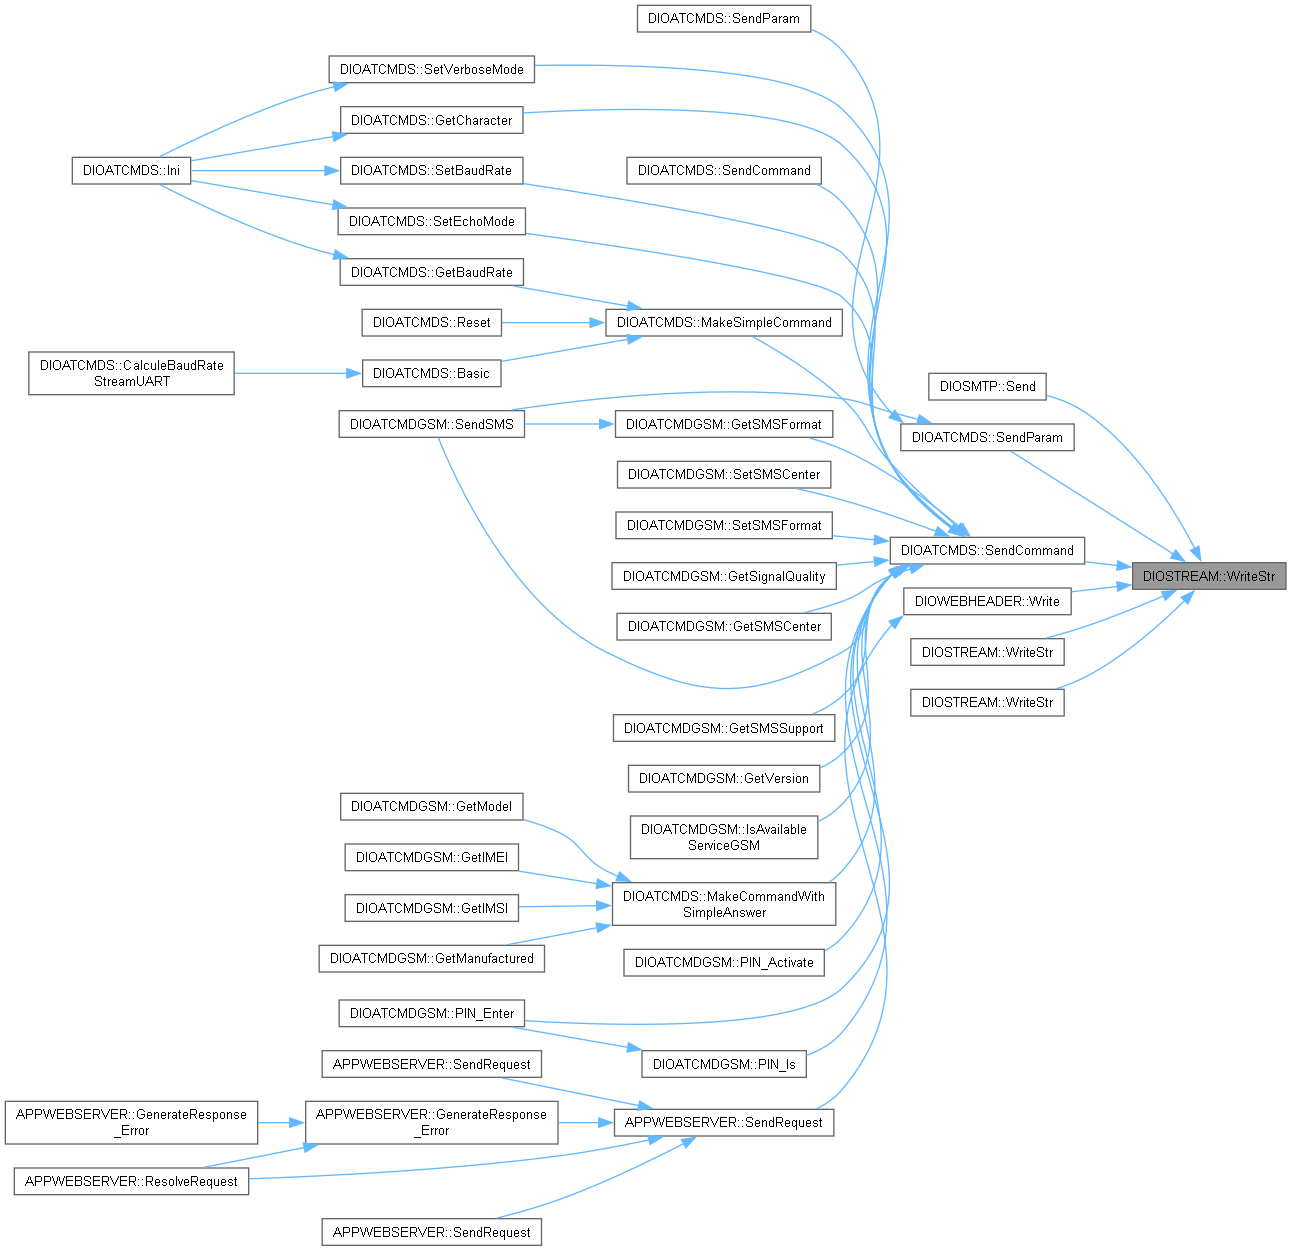 DIOATCMDS::SendParam
DIOATCMDS::SetVerboseMode
DIOATCMDS::GetCharacter
DIOATCMDS::Ini
DIOATCMDS::SetBaudRate
DIOATCMDS::SendCommand
DIOATCMDS::SetEchoMode
DIOATCMDS::GetBaudRate
DIOATCMDS::Reset
DIOATCMDS::MakeSimpleCommand
DIOATCMDS::CalculeBaudRate
StreamUART
DIOATCMDS::Basic
DIOSMTP::Send
DIOATCMDGSM::SendSMS
DIOATCMDGSM::GetSMSFormat
DIOATCMDS::SendParam
DIOATCMDGSM::SetSMSCenter
DIOATCMDGSM::SetSMSFormat
DIOATCMDS::SendCommand
DIOATCMDGSM::GetSignalQuality
DIOSTREAM::WriteStr
DIOWEBHEADER::Write
DIOATCMDGSM::GetSMSCenter
DIOSTREAM::WriteStr
DIOSTREAM::WriteStr
DIOATCMDGSM::GetSMSSupport
DIOATCMDGSM::GetVersion
DIOATCMDGSM::GetModel
DIOATCMDGSM::IsAvailable
ServiceGSM
DIOATCMDGSM::GetIMEI
DIOATCMDS::MakeCommandWith
SimpleAnswer
DIOATCMDGSM::GetIMSI
DIOATCMDGSM::GetManufactured
DIOATCMDGSM::PIN_Activate
DIOATCMDGSM::PIN_Enter
DIOATCMDGSM::PIN_Is
APPWEBSERVER::SendRequest
APPWEBSERVER::GenerateResponse
_Error
APPWEBSERVER::GenerateResponse
_Error
APPWEBSERVER::SendRequest
APPWEBSERVER::ResolveRequest
APPWEBSERVER::SendRequest